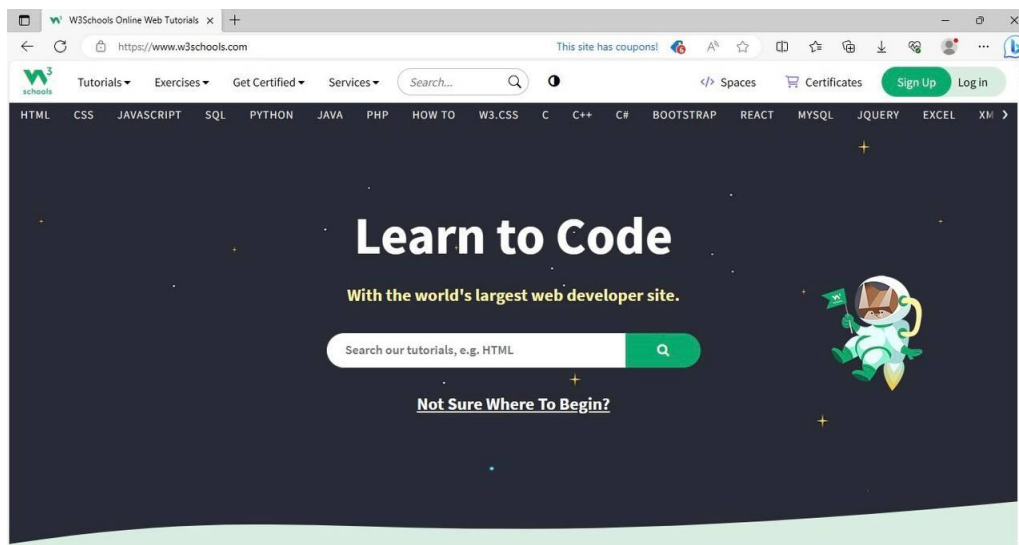 W3Schools Online Web Tutorials
https://www.w3schools.com This site has coupons!
W3 schools Tutorials Exercises Get Certified Services Search... Spaces Certificates Sign Up Log in
HTML CSS JAVASCRIPT SQL PYTHON JAVA PHP HOW TO W3.CSS C C++ C# BOOTSTRAP REACT MYSQL JQUERY EXCEL XM
Learn to Code
With the world's largest web developer site.
Search our tutorials, e.g. HTML
Not Sure Where To Begin?